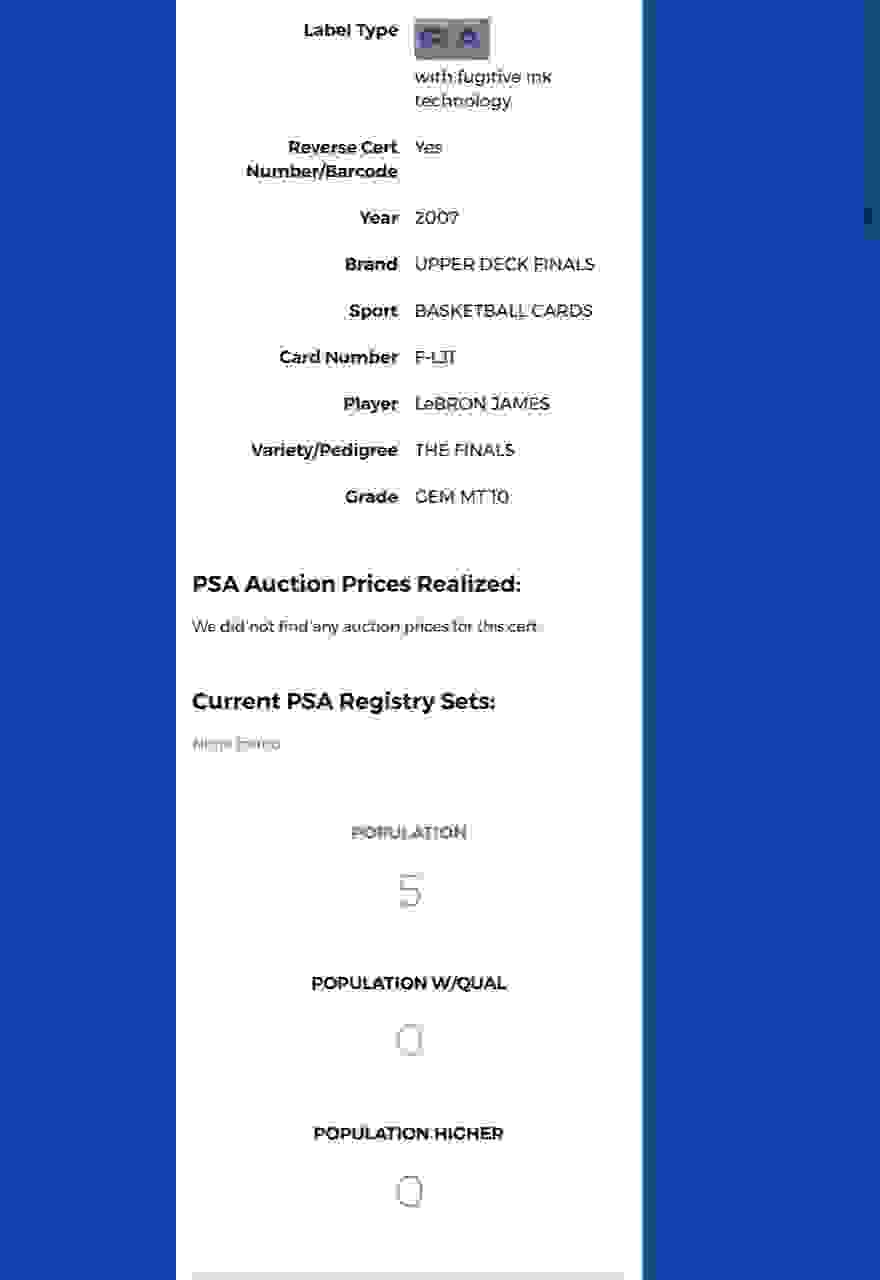 Label Type
with fugitive ink
technology
Reverse Cert Yes
Number/Barcode
Year 2007
Brand UPPER DECK FINALS
Sport BASKETBALL CARDS
Card Number
Player LeBRON JAMES
Variety/Pedigree THE FINALS
Grade GEM MT 10
PSA Auction Prices Realized:
We did not find any auction prices for this cert.
Current PSA Registry Sets:
None found
POPULATION
5
POPULATION W/QUAL
0
POPULATION HIGHER
0